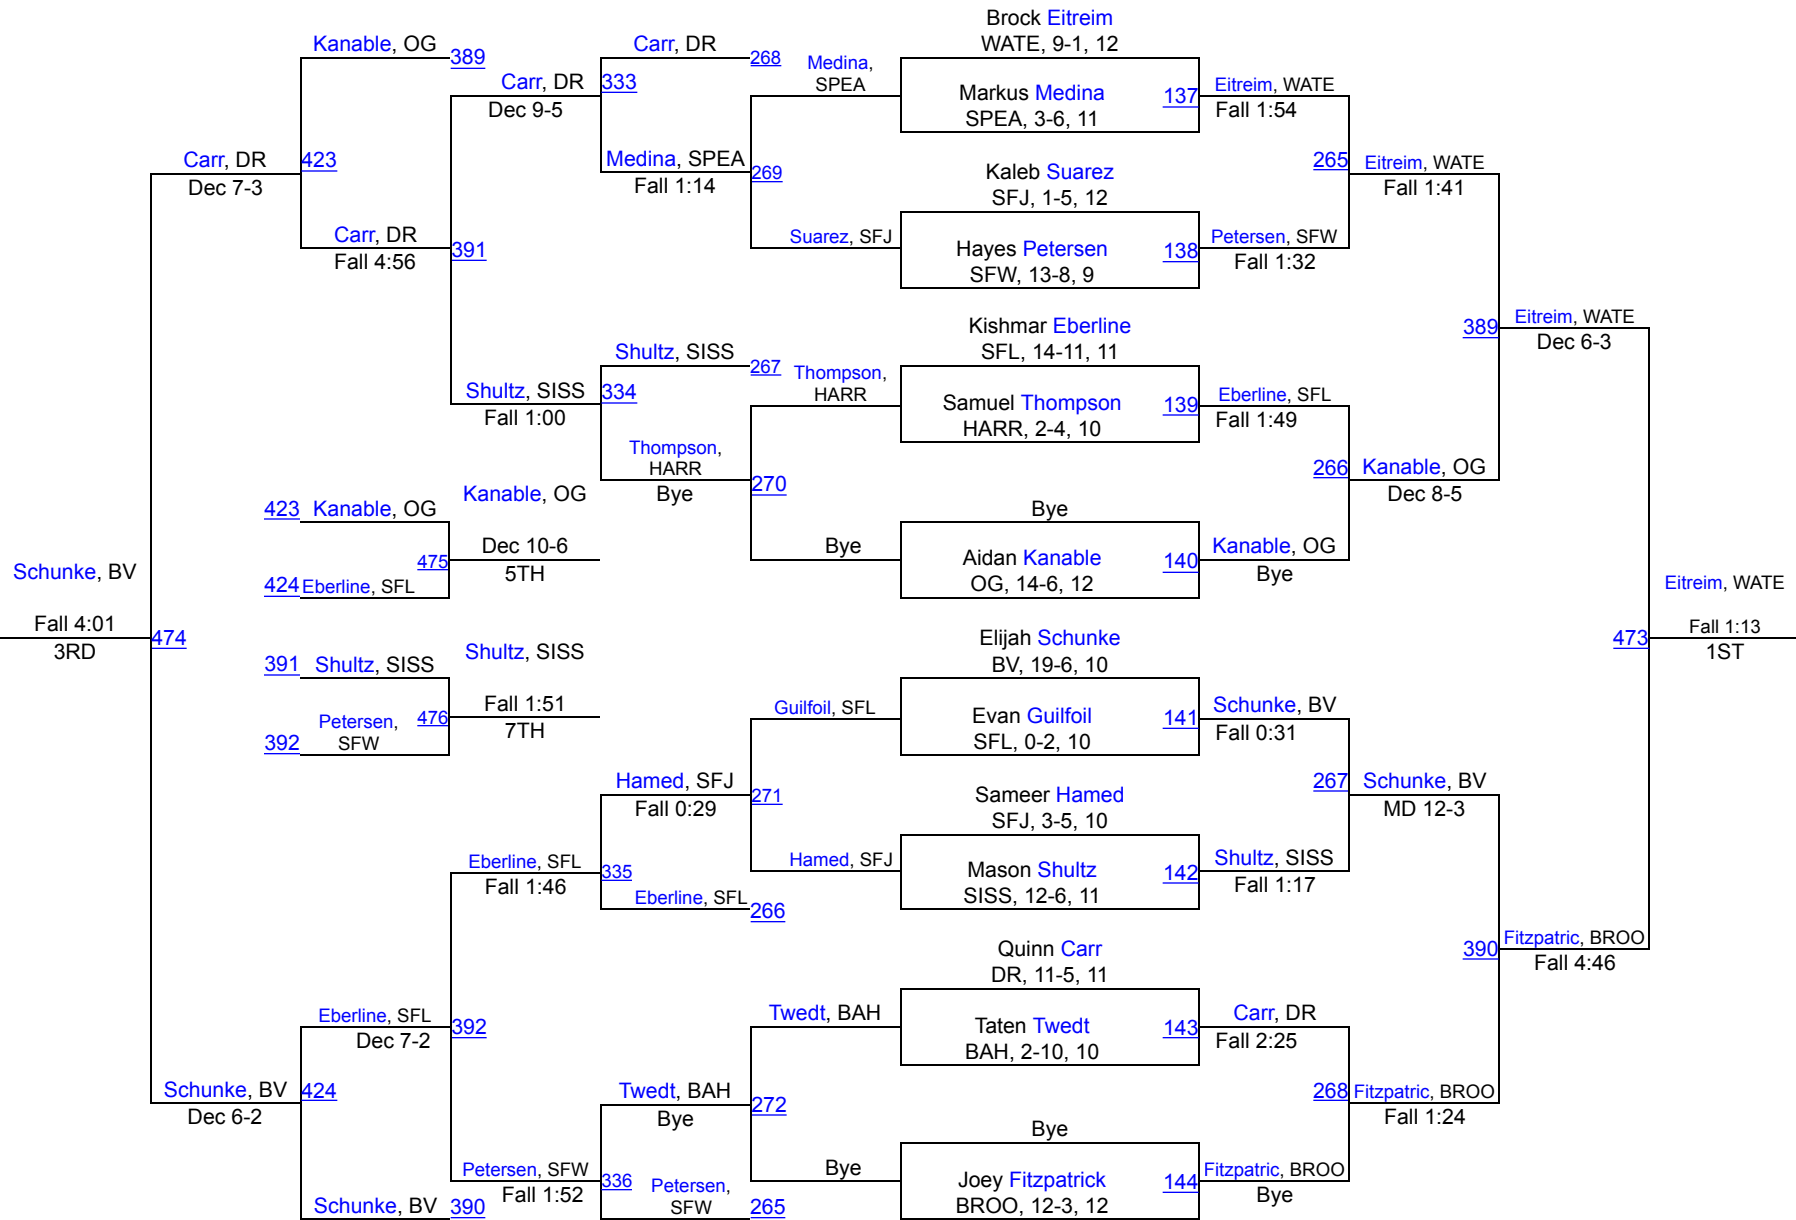 Brock Eitreim
WATE, 9-1, 12
Markus Medina
SPEA, 3-6, 11
137
Kaleb Suarez
SFJ, 1-5, 12
Hayes Petersen
SFW, 13-8, 9
138
Kishmar Eberline
SFL, 14-11, 11
Samuel Thompson
HARR, 2-4, 10
139
Bye
Aidan Kanable
OG, 14-6, 12
140
Elijah Schunke
BV, 19-6, 10
Evan Guilfoil
SFL, 0-2, 10
141
Sameer Hamed
SFJ, 3-5, 10
Mason Shultz
SISS, 12-6, 11
142
Quinn Carr
DR, 11-5, 11
Taten Twedt
BAH, 2-10, 10
143
Bye
Joey Fitzpatrick
BROO, 12-3, 12
144
Eitreim, WATE
Fall 1:54
265
Petersen, SFW
Fall 1:32
Eberline, SFL
Fall 1:49
266
Kanable, OG
Bye
Schunke, BV
Fall 0:31
267
Shultz, SISS
Fall 1:17
Carr, DR
Fall 2:25
268
Fitzpatric, BROO
Bye
Eitreim, WATE
Fall 1:41
389
Kanable, OG
Dec 8-5
Schunke, BV
MD 12-3
390
Fitzpatric, BROO
Fall 1:24
Eitreim, WATE
Dec 6-3
473
Fitzpatric, BROO
Fall 4:46
Eitreim, WATE
Fall 1:13
1ST
Medina,
SPEA
269
Suarez, SFJ
Thompson,
HARR
270
Bye
Guilfoil, SFL
271
Hamed, SFJ
Twedt, BAH
272
Bye
Carr, DR
268
333
Medina, SPEA
Fall 1:14
Shultz, SISS
267
334
Thompson,
HARR
Bye
Hamed, SFJ
Fall 0:29
335
Eberline, SFL
266
Twedt, BAH
Bye
336
Petersen,
SFW
265
Carr, DR
Dec 9-5
391
Shultz, SISS
Fall 1:00
Eberline, SFL
Fall 1:46
392
Petersen, SFW
Fall 1:52
Kanable, OG
389
423
Carr, DR
Fall 4:56
Eberline, SFL
Dec 7-2
424
Schunke, BV
390
Carr, DR
Dec 7-3
474
Schunke, BV
Dec 6-2
Schunke, BV
Fall 4:01
3RD
423
Kanable, OG
475
424
Eberline, SFL
Kanable, OG
Dec 10-6
5TH
391
Shultz, SISS
476
392
Petersen,
SFW
Shultz, SISS
Fall 1:51
7TH